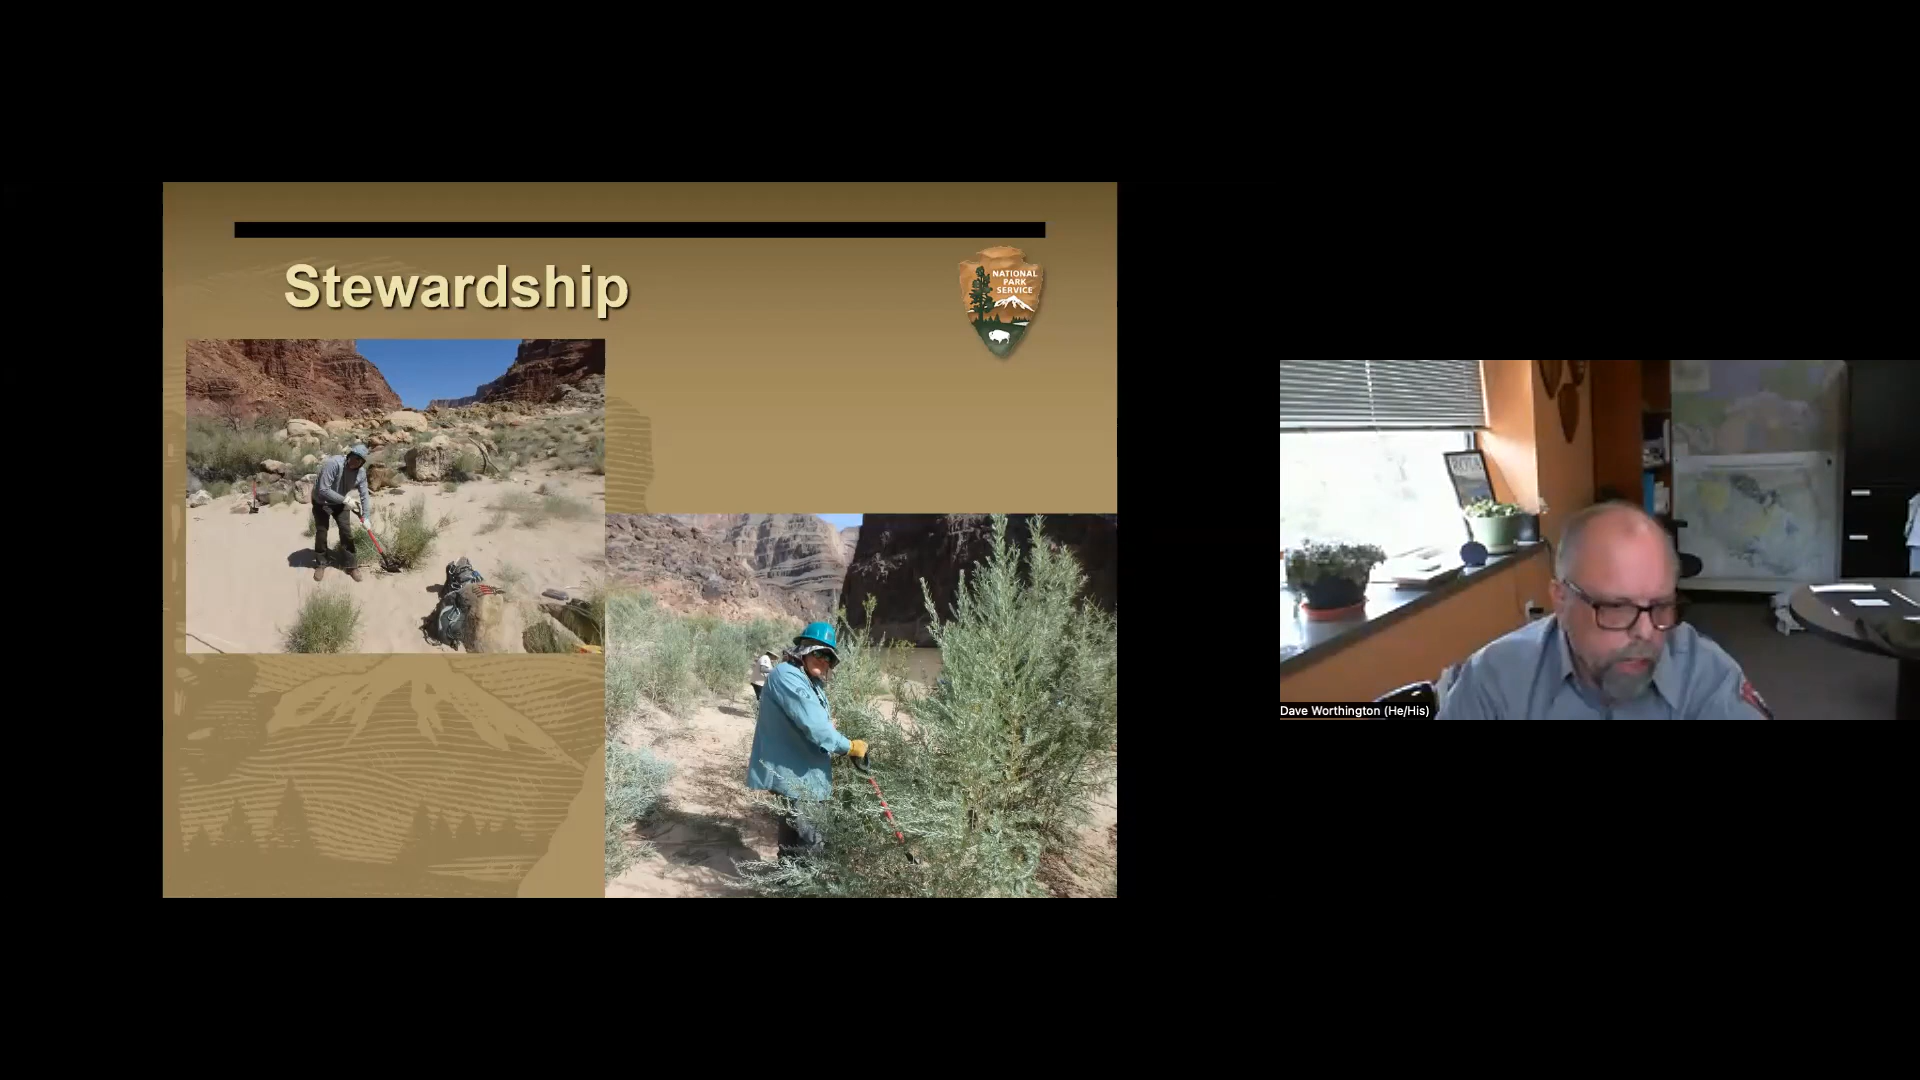 Stewardship
NATIONAL
PARK
SERVICE
Dave Worthington (He/His)